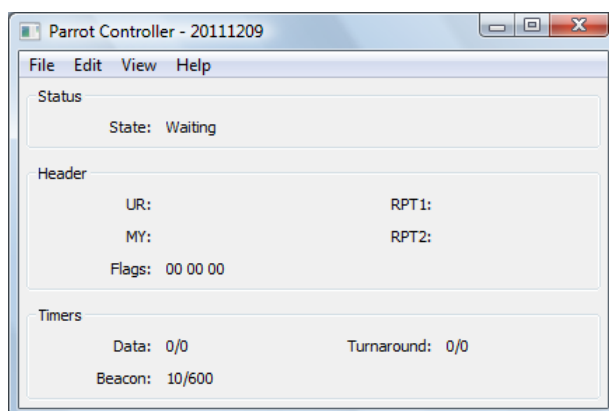 Parrot Controller - 20111209
File Edit View Help
Status
State: Waiting
Header
UR: RPT1:
MY: RPT2:
Flags: 00 00 00
Timers
Data: 0/0 Turnaround: 0/0
Beacon: 10/600